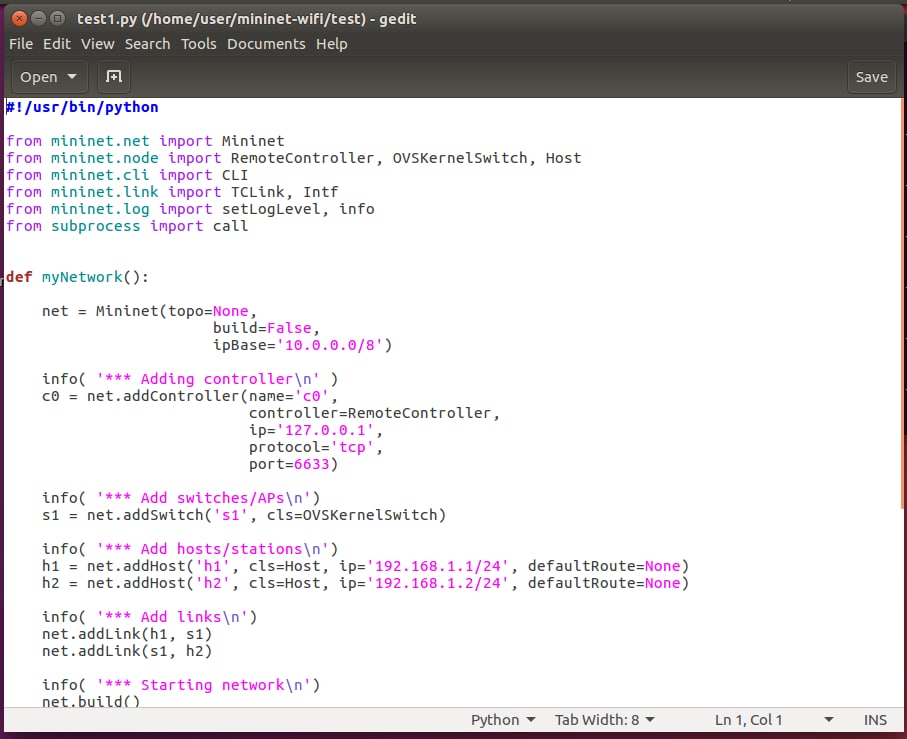 test1.py (/home/user/mininet-wifi/test) - gedit
File Edit View Search Tools Documents Help
Open Save
#!/usr/bin/python

from mininet.net import Mininet
from mininet.node import RemoteController, OVSKernelSwitch, Host
from mininet.cli import CLI
from mininet.link import TCLink, Intf
from mininet.log import setLogLevel, info
from subprocess import call


def myNetwork():

    net = Mininet(topo=None,
                       build=False,
                       ipBase='10.0.0.0/8')

    info( '*** Adding controller\n' )
    c0 = net.addController(name='c0',
                           controller=RemoteController,
                           ip='127.0.0.1',
                           protocol='tcp',
                           port=6633)

    info( '*** Add switches/APs\n')
    s1 = net.addSwitch('s1', cls=OVSKernelSwitch)

    info( '*** Add hosts/stations\n')
    h1 = net.addHost('h1', cls=Host, ip='192.168.1.1/24', defaultRoute=None)
    h2 = net.addHost('h2', cls=Host, ip='192.168.1.2/24', defaultRoute=None)

    info( '*** Add links\n')
    net.addLink(h1, s1)
    net.addLink(s1, h2)

    info( '*** Starting network\n')
    net.build()
Python Tab Width: 8 Ln 1, Col 1 INS